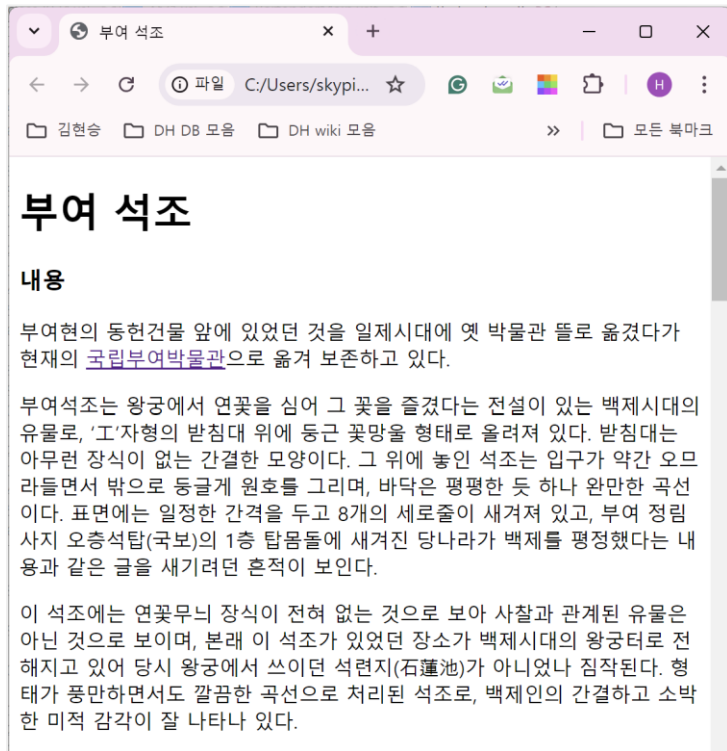 부여 석조
파일 C:/Users/skypi...
H
김현승 DH DB 모음 DH wiki 모음 » 모든 북마크
부여 석조
내용
부여현의 동헌건물 앞에 있었던 것을 일제시대에 옛 박물관 뜰로 옮겼다가
현재의 국립부여박물관으로 옮겨 보존하고 있다.
부여석조는 왕궁에서 연꽃을 심어 그 꽃을 즐겼다는 전설이 있는 백제시대의
유물로, ‘工’자형의 받침대 위에 둥근 꽃망울 형태로 올려져 있다. 받침대는
아무런 장식이 없는 간결한 모양이다. 그 위에 놓인 석조는 입구가 약간 오므
라들면서 밖으로 둥글게 원호를 그리며, 바닥은 평평한 듯 하나 완만한 곡선
이다. 표면에는 일정한 간격을 두고 8개의 세로줄이 새겨져 있고, 부여 정림
사지 오층석탑(국보)의 1층 탑몸돌에 새겨진 당나라가 백제를 평정했다는 내
용과 같은 글을 새기려던 흔적이 보인다.
이 석조에는 연꽃무늬 장식이 전혀 없는 것으로 보아 사찰과 관계된 유물은
아닌 것으로 보이며, 본래 이 석조가 있었던 장소가 백제시대의 왕궁터로 전
해지고 있어 당시 왕궁에서 쓰이던 석련지(石蓮池)가 아니었나 짐작된다. 형
태가 풍만하면서도 깔끔한 곡선으로 처리된 석조로, 백제인의 간결하고 소박
한 미적 감각이 잘 나타나 있다.